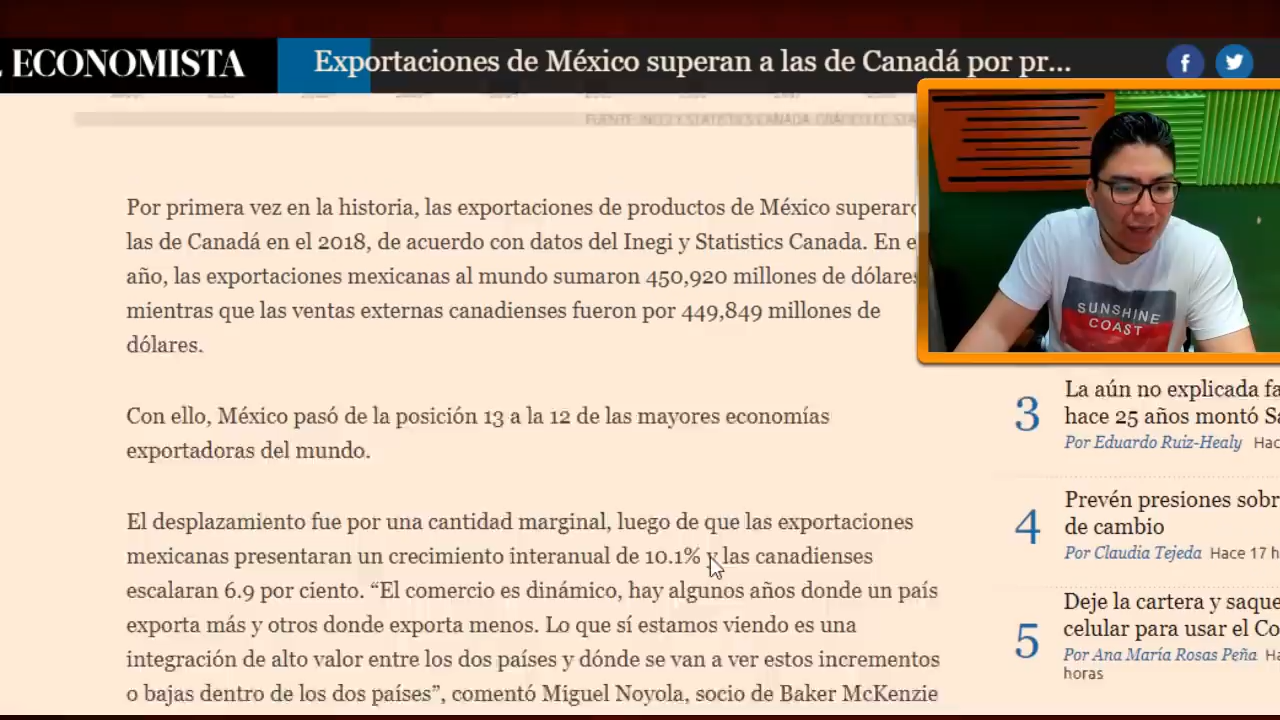 ECONOMISTA
Exportaciones de México superan a las de Canadá por pr...
Por primera vez en la historia, las exportaciones de productos de México
las de Canadá en el 2018, de acuerdo con datos del Inegi y Statistics Canada. En
año, las exportaciones mexicanas al mundo sumaron 450,920 millones de dólares
mientras que las ventas externas canadienses fueron por 449,849 millones de
dólares.
Con ello, México pasó de la posición 13 a la 12 de las mayores economías
exportadoras del mundo.
El desplazamiento fue por una cantidad marginal, luego de que las exportaciones
mexicanas presentaran un crecimiento interanual de 10.1% y las canadienses
escalaran 6.9 por ciento. “El comercio es dinámico, hay algunos años donde un país
exporta más y otros donde exporta menos. Lo que sí estamos viendo es una
integración de alto valor entre los dos países y dónde se van a ver estos incrementos
o bajas dentro de los dos países”, comentó Miguel Noyola, socio de Baker McKenzie
SUNSHINE
COAST
3
La aún no explicada
hace 25 años montó
Por Eduardo Ruiz-Healy
4
Prevén presiones
de cambio
Por Claudia Tejeda Hace 17
5
Deje la cartera y
celular para usar el
Por Ana María Rosas Peña
horas